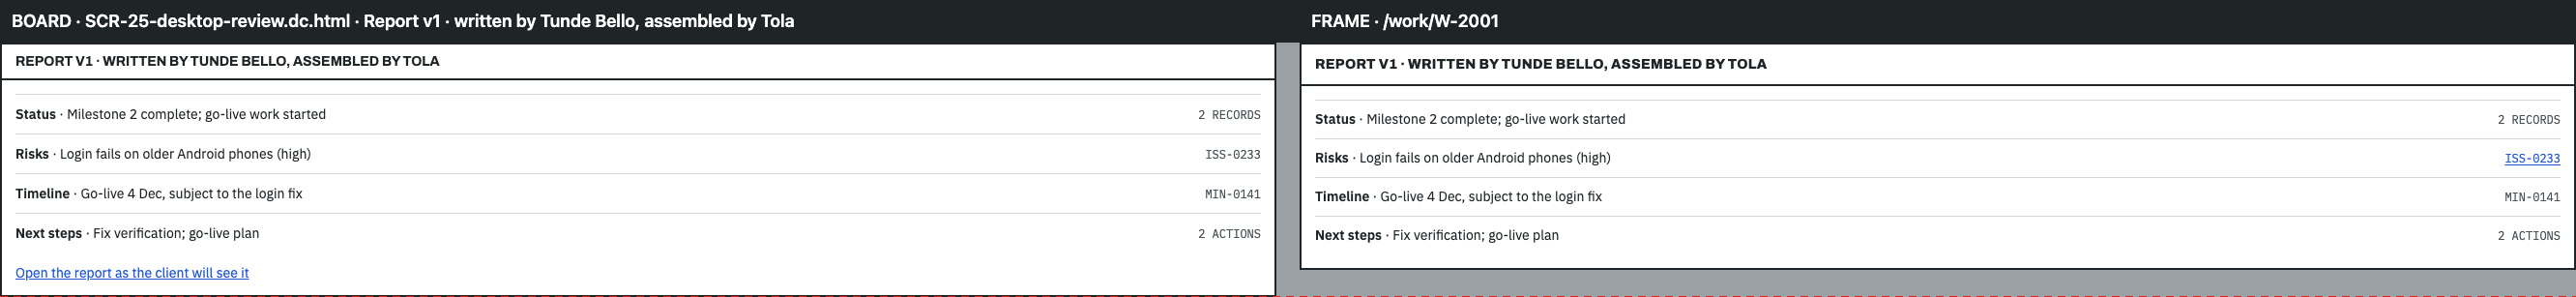 BOARD · SCR-25-desktop-review.dc.html · Report v1 · written by Tunde Bello, assembled by Tola
REPORT V1 · WRITTEN BY TUNDE BELLO, ASSEMBLED BY TOLA
Status · Milestone 2 complete; go-live work started 2 RECORDS
Risks · Login fails on older Android phones (high) ISS-0233
Timeline · Go-live 4 Dec, subject to the login fix MIN-0141
Next steps · Fix verification; go-live plan 2 ACTIONS
Open the report as the client will see it
FRAME · /work/W-2001
REPORT V1 · WRITTEN BY TUNDE BELLO, ASSEMBLED BY TOLA
Status · Milestone 2 complete; go-live work started 2 RECORDS
Risks · Login fails on older Android phones (high) ISS-0233
Timeline · Go-live 4 Dec, subject to the login fix MIN-0141
Next steps · Fix verification; go-live plan 2 ACTIONS